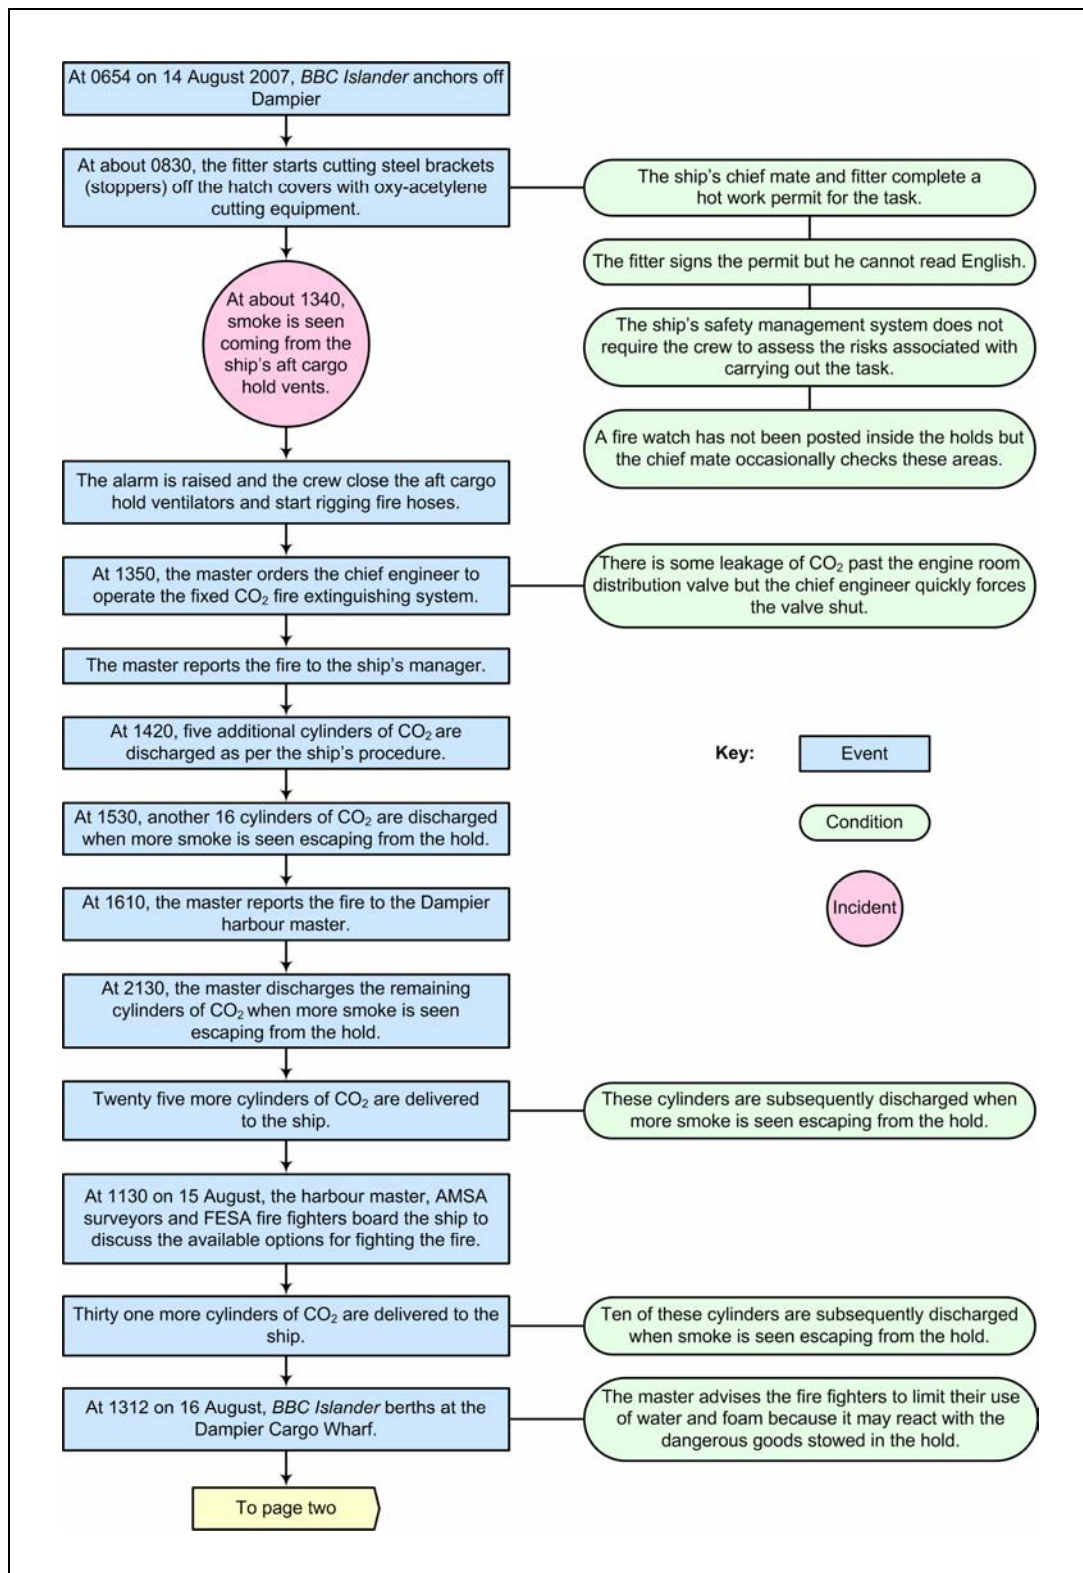 At 0654 on 14 August 2007, BBC Islander anchors off
Dampier
At about 0830, the fitter starts cutting steel brackets
(stoppers) off the hatch covers with oxy-acetylene
cutting equipment.
The ship's chief mate and fitter complete a
hot work permit for the task.
The fitter signs the permit but he cannot read English.
The ship's safety management system does not
require the crew to assess the risks associated with
carrying out the task.
A fire watch has not been posted inside the holds but
the chief mate occasionally checks these areas.
At about 1340,
smoke is seen
coming from the
ship's aft cargo
hold vents.
The alarm is raised and the crew close the aft cargo
hold ventilators and start rigging fire hoses.
At 1350, the master orders the chief engineer to
operate the fixed CO₂ fire extinguishing system.
There is some leakage of CO₂ past the engine room
distribution valve but the chief engineer quickly forces
the valve shut.
The master reports the fire to the ship's manager.
At 1420, five additional cylinders of CO₂ are
discharged as per the ship's procedure.
Key:
Event
Condition
Incident
At 1530, another 16 cylinders of CO₂ are discharged
when more smoke is seen escaping from the hold.
At 1610, the master reports the fire to the Dampier
harbour master.
At 2130, the master discharges the remaining
cylinders of CO₂ when more smoke is seen
escaping from the hold.
Twenty five more cylinders of CO₂ are delivered
to the ship.
These cylinders are subsequently discharged when
more smoke is seen escaping from the hold.
At 1130 on 15 August, the harbour master, AMSA
surveyors and FESA fire fighters board the ship to
discuss the available options for fighting the fire.
Thirty one more cylinders of CO₂ are delivered to the
ship.
Ten of these cylinders are subsequently discharged
when smoke is seen escaping from the hold.
At 1312 on 16 August, BBC Islander berths at the
Dampier Cargo Wharf.
The master advises the fire fighters to limit their use
of water and foam because it may react with the
dangerous goods stowed in the hold.
To page two